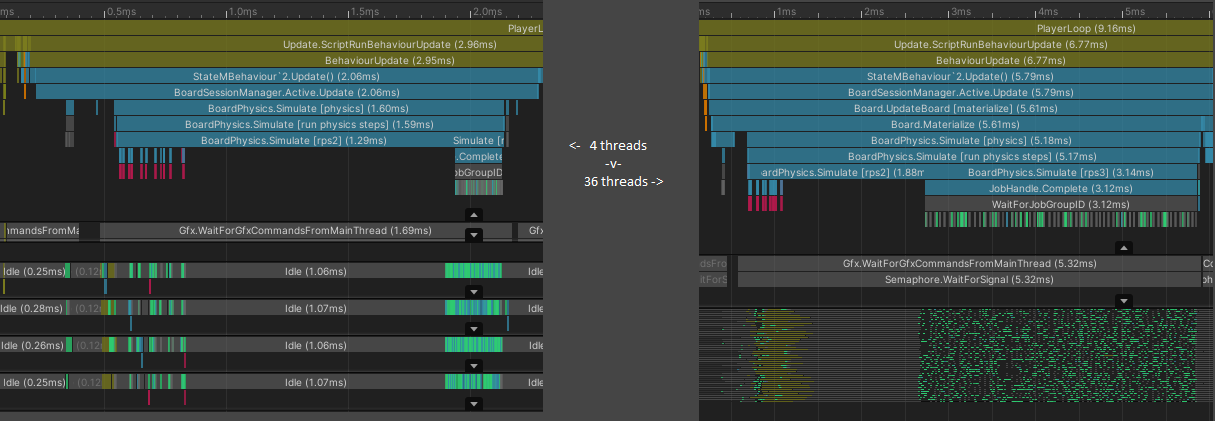 ms
0.5ms
1.0ms
1.5ms
2.0ms
PlayerL
Update.ScriptRunBehaviourUpdate (2.96ms)
BehaviourUpdate (2.95ms)
StateMBehaviour`2.Update() (2.06ms)
BoardSessionManager.Active.Update (2.06ms)
BoardPhysics.Simulate [physics] (1.60ms)
BoardPhysics.Simulate [run physics steps] (1.59ms)
BoardPhysics.Simulate [rps2] (1.29ms) Simulate [r
.Complete
JobGroupID
mmandsFromMa Gfx.WaitForGfxCommandsFromMainThread (1.69ms) Gfx
Idle (0.25ms) (0.12 Idle (1.06ms) Idle
Idle (0.28ms) (0.12 Idle (1.06ms) Idle
Idle (0.26ms) (0.12 Idle (1.06ms) Idle
Idle (0.25ms) (0.12 Idle (1.07ms) Idle
<- 4 threads
-v-
36 threads ->
ms
1ms
2ms
3ms
4ms
5ms
PlayerLoop (9.16ms)
Update.ScriptRunBehaviourUpdate (6.77ms)
BehaviourUpdate (6.77ms)
StateMBehaviour`2.Update() (5.79ms)
BoardSessionManager.Active.Update (5.79ms)
Board.UpdateBoard [materialize] (5.61ms)
Board.Materialize (5.61ms)
BoardPhysics.Simulate [physics] (5.18ms)
BoardPhysics.Simulate [run physics steps] (5.17ms)
ardPhysics.Simulate [rps2] (1.88m BoardPhysics.Simulate [rps3] (3.14ms)
JobHandle.Complete (3.12ms)
WaitForJobGroupID (3.12ms)
dsFro Gfx.WaitForGfxCommandsFromMainThread (5.32ms) Co
itForS Semaphore.WaitForSignal (5.32ms) ph